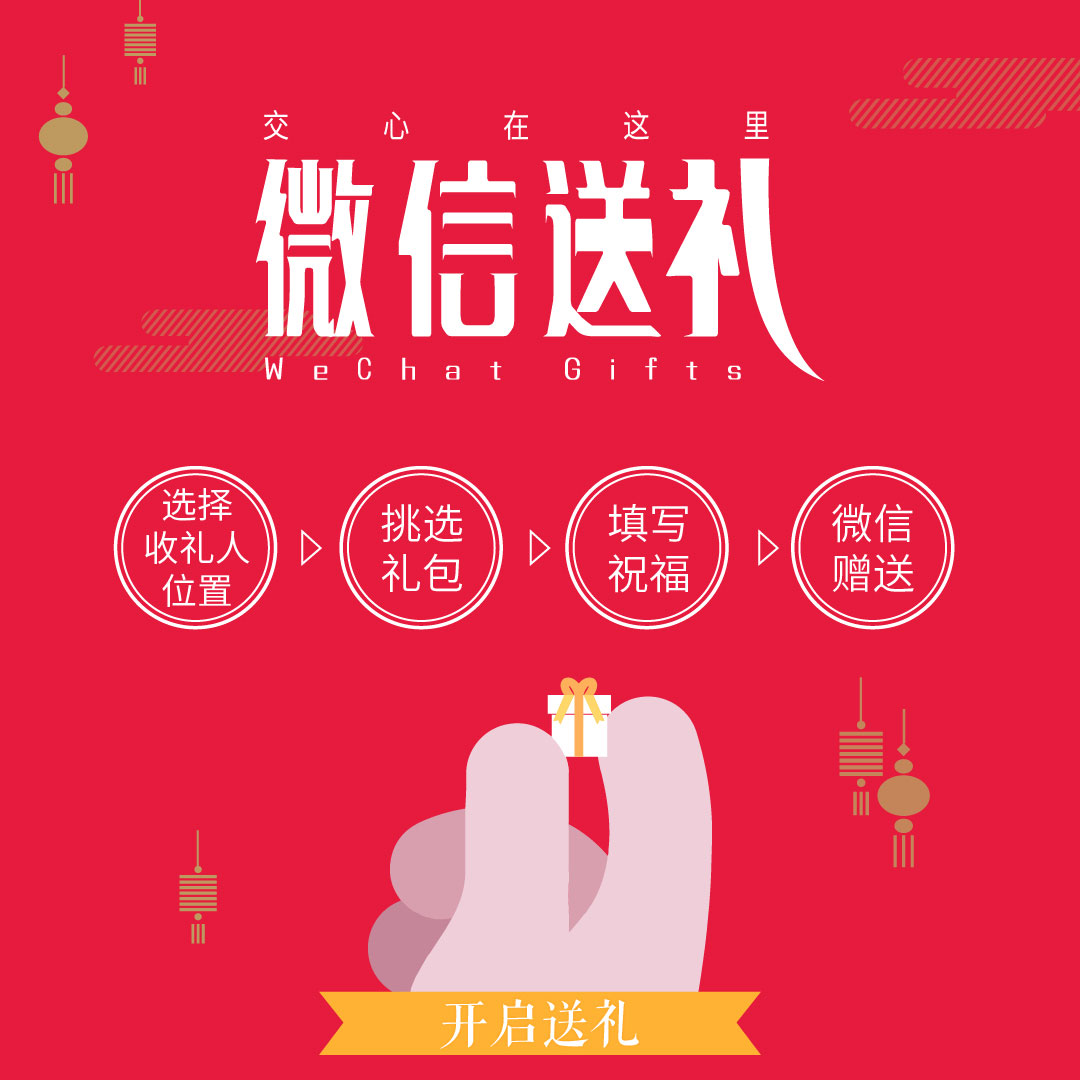 交心在这里
微信送礼
WeChat Gifts
选择
收礼人
位置
挑选
礼包
填写
祝福
微信
赠送
开启送礼